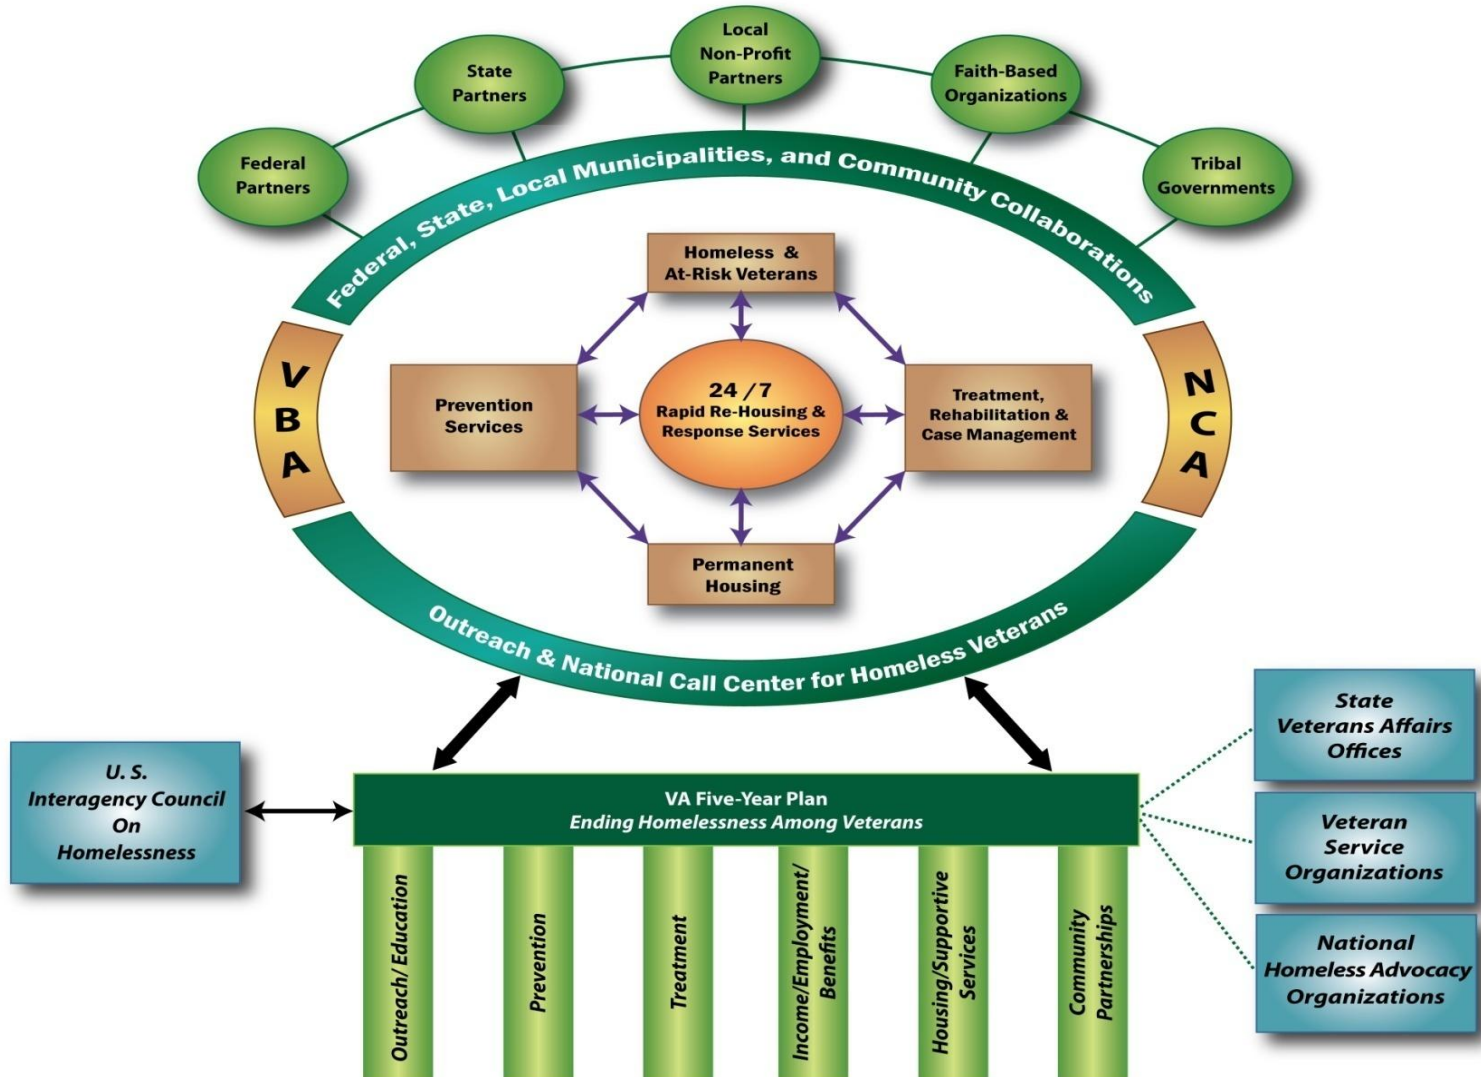 Local
Non-Profit
Partners
State
Partners
Faith-Based
Organizations
Federal
Partners
Tribal
Governments
Federal, State, Local Municipalities, and Community Collaborations
Homeless &
At-Risk Veterans
VBA
Prevention
Services
24 /7
Rapid Re-Housing &
Response Services
Treatment,
Rehabilitation &
Case Management
NCA
Permanent
Housing
Outreach & National Call Center for Homeless Veterans
U. S.
Interagency Council
On
Homelessness
VA Five-Year Plan
Ending Homelessness Among Veterans
State
Veterans Affairs
Offices
Veteran
Service
Organizations
National
Homeless Advocacy
Organizations
Outreach/ Education
Prevention
Treatment
Income/Employment/
Benefits
Housing/Supportive
Services
Community
Partnerships